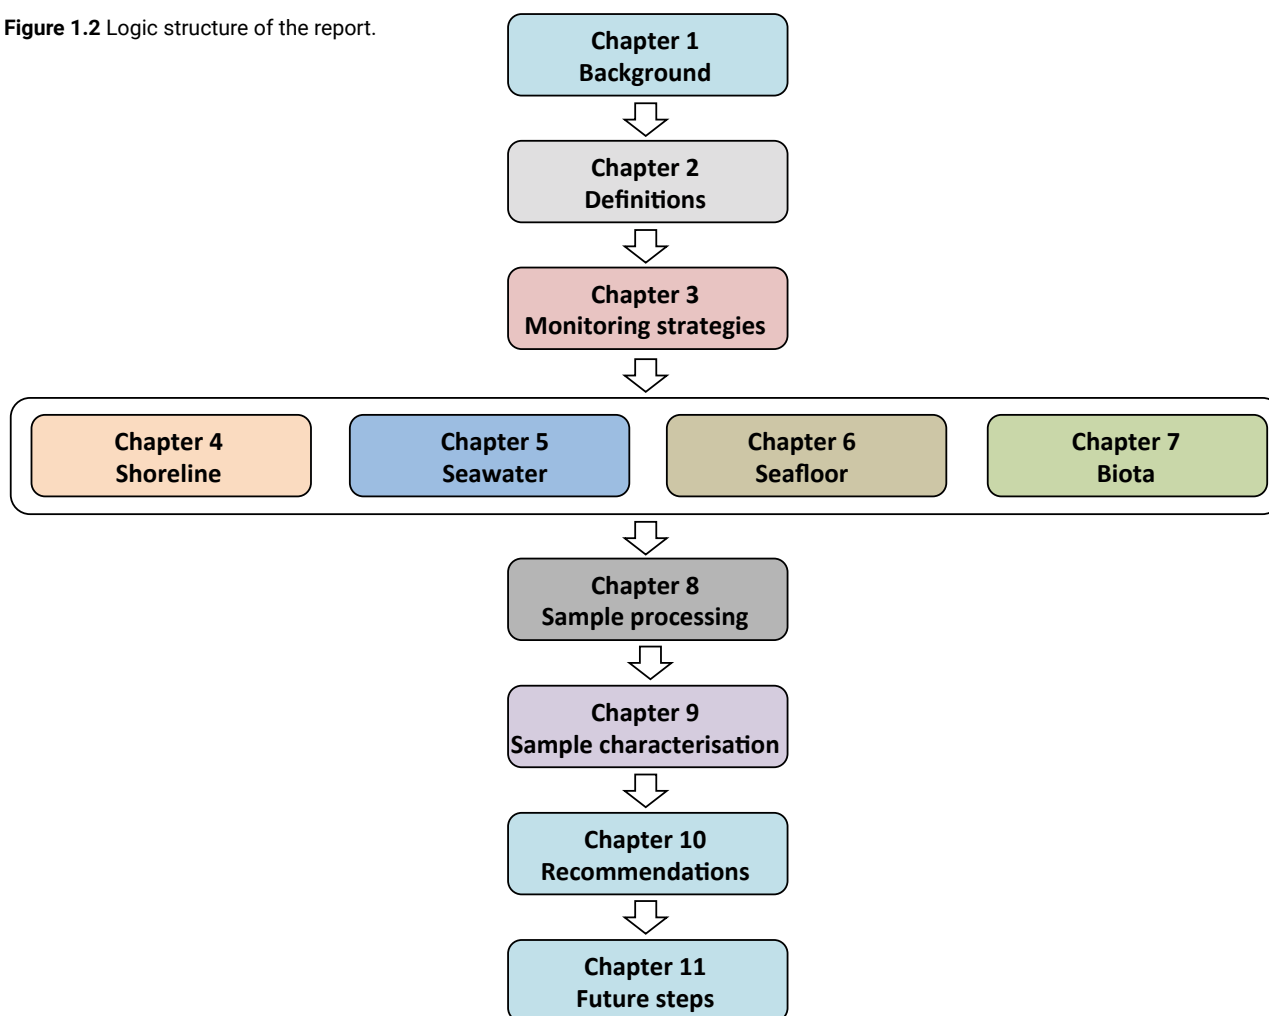 Figure 1.2 Logic structure of the report.
Chapter 1
Background
Chapter 2
Definitions
Chapter 3
Monitoring strategies
Chapter 4
Shoreline
Chapter 5
Seawater
Chapter 6
Seafloor
Chapter 7
Biota
Chapter 8
Sample processing
Chapter 9
Sample characterisation
Chapter 10
Recommendations
Chapter 11
Future steps